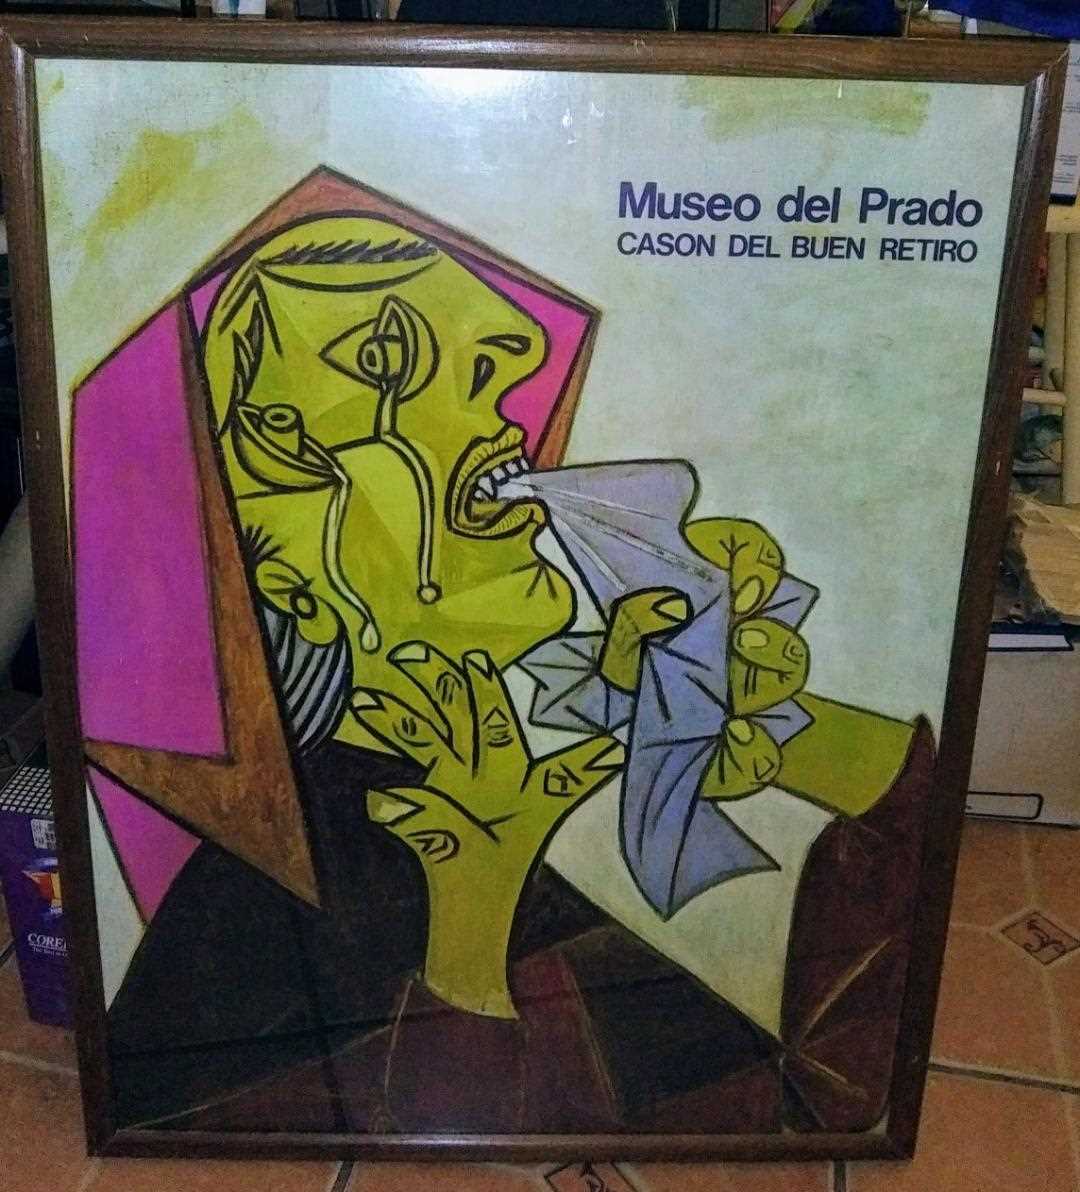 Museo del Prado
CASON DEL BUEN RETIRO